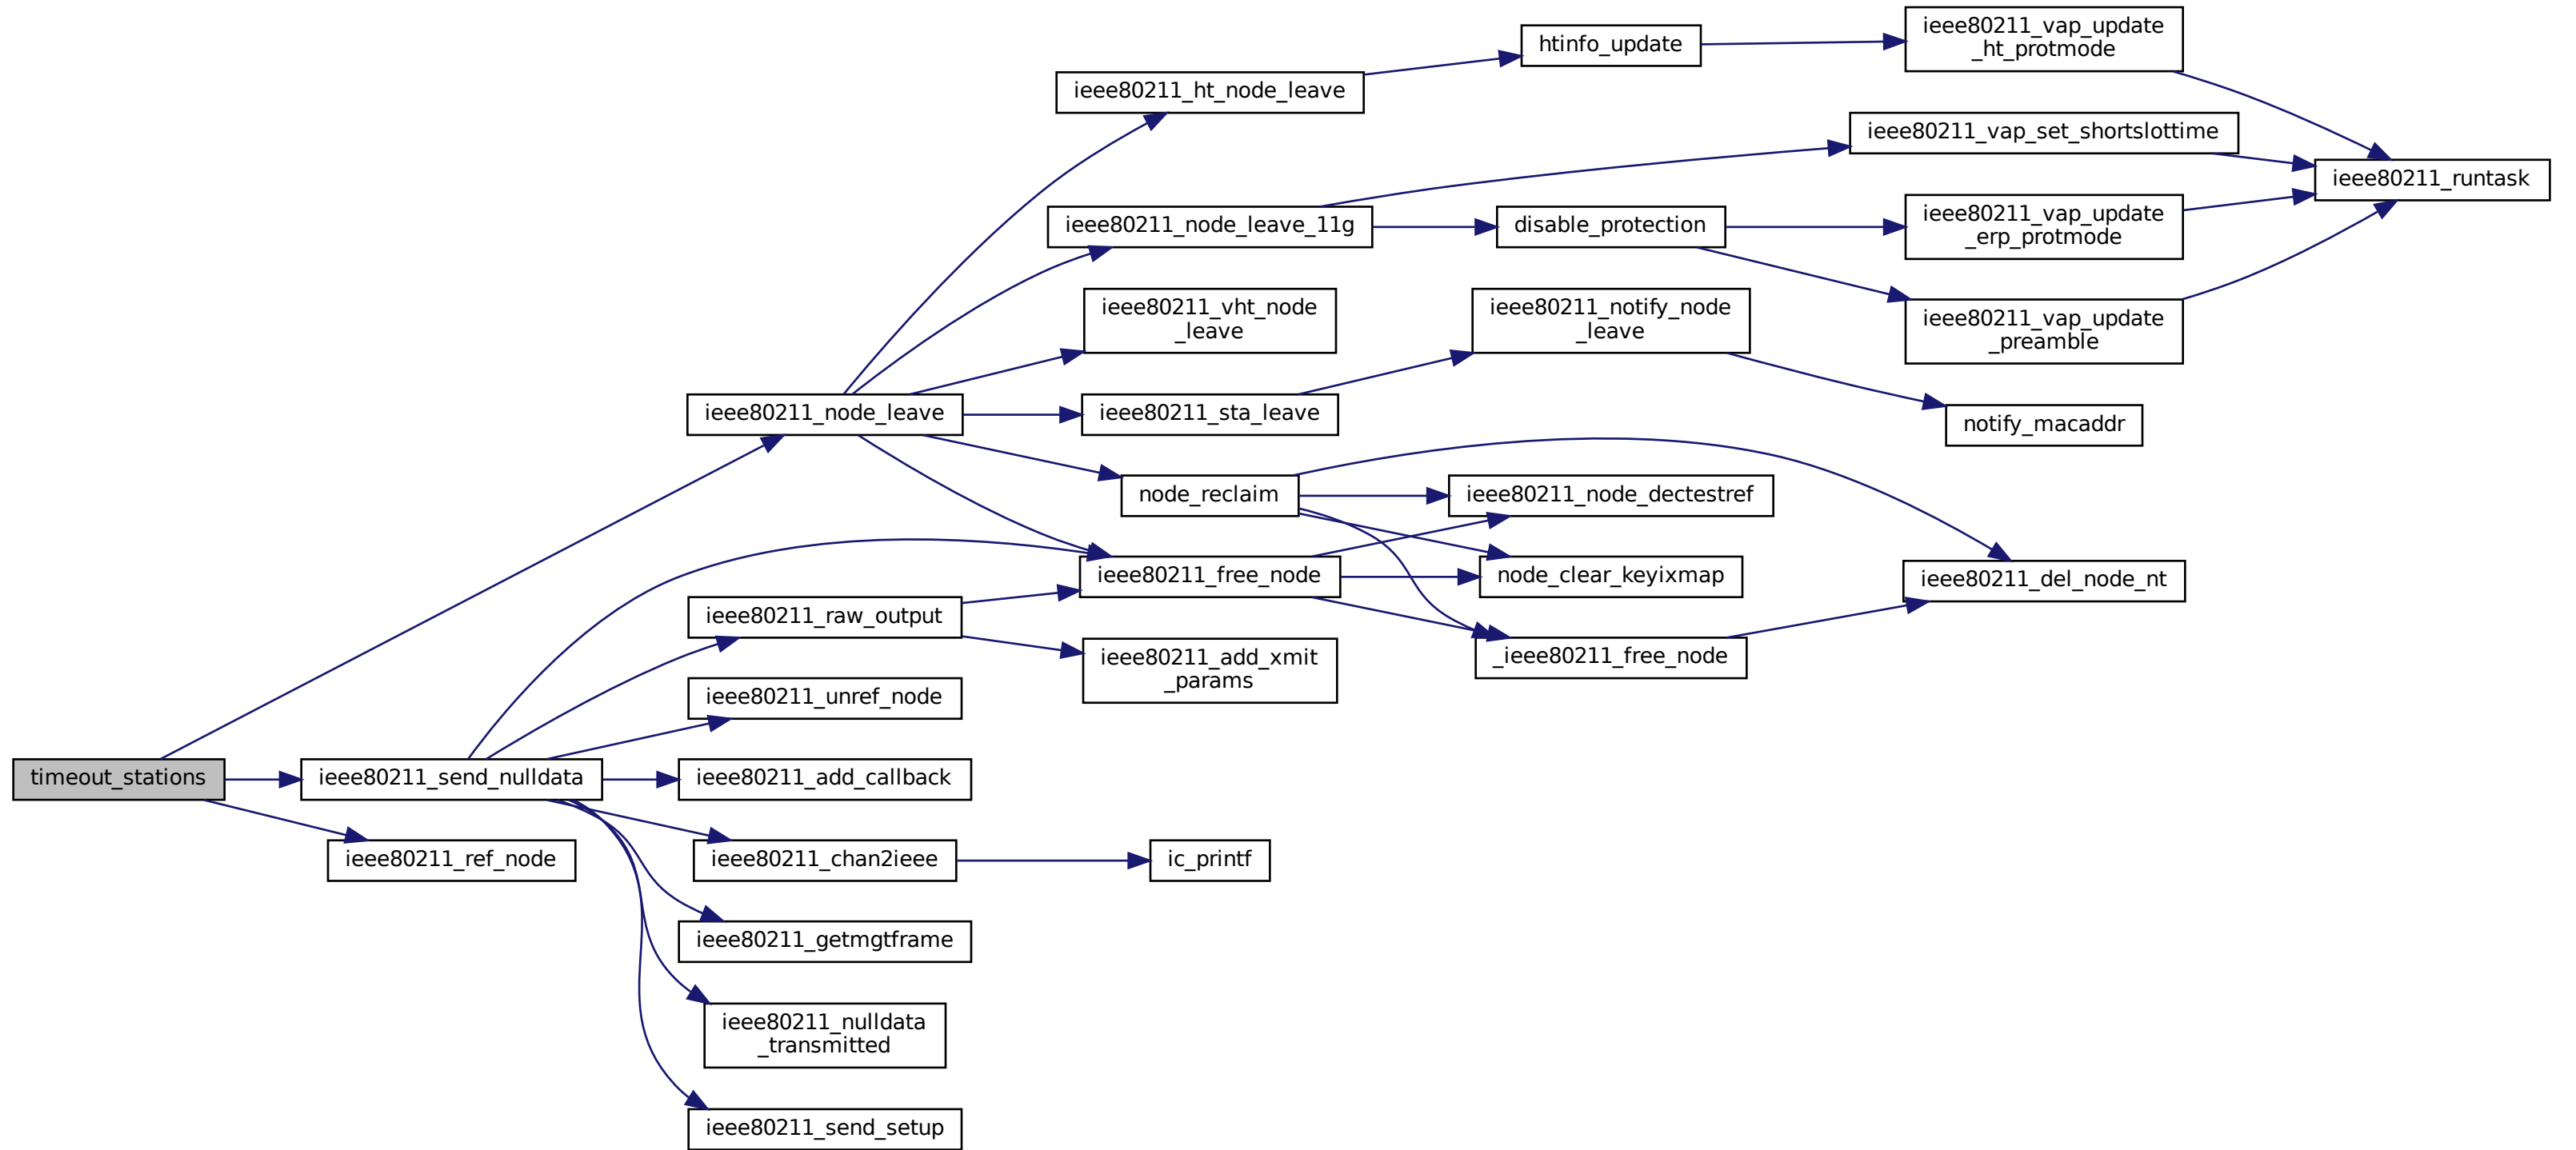 ieee80211_vap_update
_ht_protmode
htinfo_update
ieee80211_ht_node_leave
ieee80211_vap_set_shortslottime
ieee80211_runtask
ieee80211_node_leave_11g
disable_protection
ieee80211_vap_update
_erp_protmode
ieee80211_vht_node
_leave
ieee80211_notify_node
_leave
ieee80211_vap_update
_preamble
ieee80211_node_leave
ieee80211_sta_leave
notify_macaddr
node_reclaim
ieee80211_node_dectestref
ieee80211_free_node
node_clear_keyixmap
ieee80211_del_node_nt
ieee80211_raw_output
ieee80211_add_xmit
_params
_ieee80211_free_node
ieee80211_unref_node
timeout_stations
ieee80211_send_nulldata
ieee80211_add_callback
ieee80211_ref_node
ieee80211_chan2ieee
ic_printf
ieee80211_getmgtframe
ieee80211_nulldata
_transmitted
ieee80211_send_setup